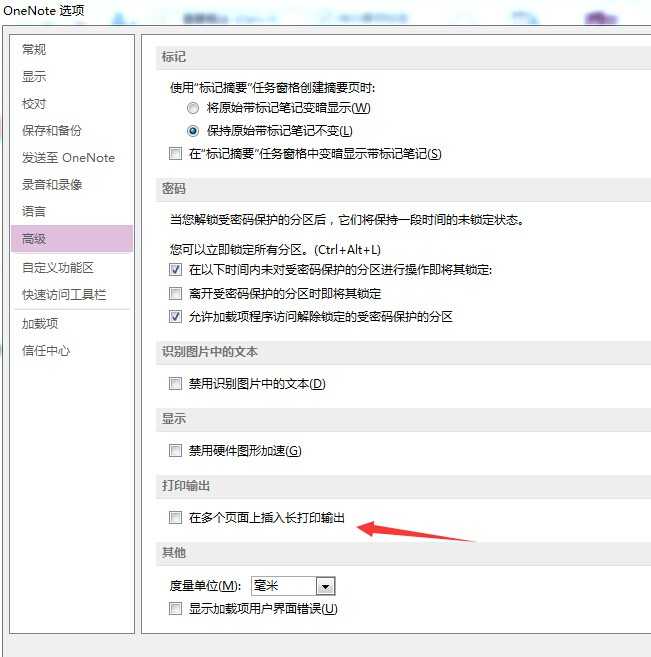 OneNote 选项
常规
显示
校对
保存和备份
发送至 OneNote
录音和录像
语言
高级
自定义功能区
快速访问工具栏
加载项
信任中心
标记
使用"标记摘要"任务窗格创建摘要页时:
将原始带标记笔记变暗显示(W)
保持原始带标记笔记不变(L)
在"标记摘要"任务窗格中变暗显示带标记笔记(S)
密码
当您解锁受密码保护的分区后，它们将保持一段时间的未锁定状态。
您可以立即锁定所有分区。(Ctrl+Alt+L)
在以下时间内未对受密码保护的分区进行操作即将其锁定:
离开受密码保护的分区时即将其锁定
允许加载项程序访问解除锁定的受密码保护的分区
识别图片中的文本
禁用识别图片中的文本(D)
显示
禁用硬件图形加速(G)
打印输出
在多个页面上插入长打印输出
其他
度量单位(M): 毫米
显示加载项用户界面错误(U)